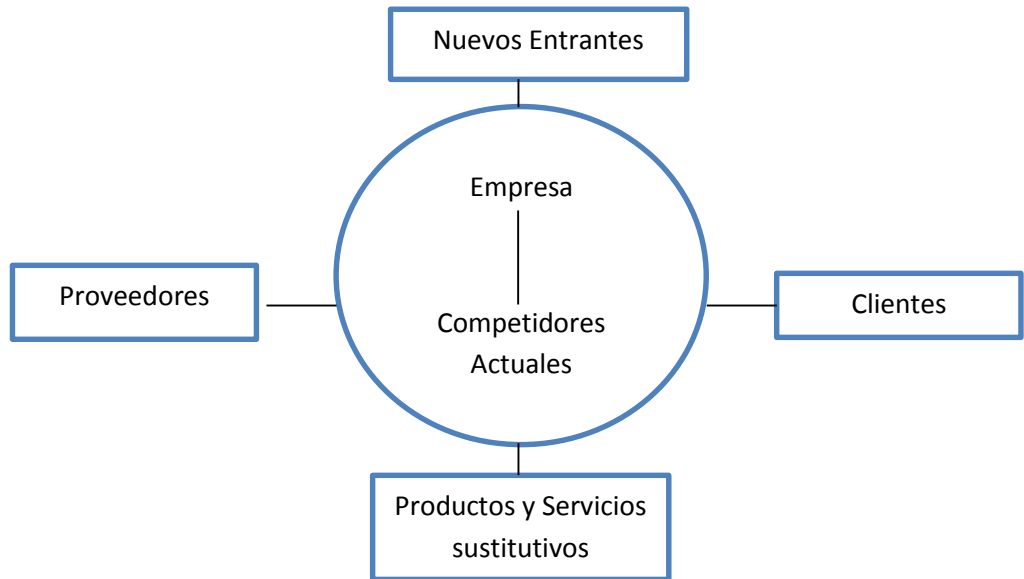 Nuevos Entrantes
Empresa
Proveedores
Clientes
Competidores
Actuales
Productos y Servicios
sustitutivos